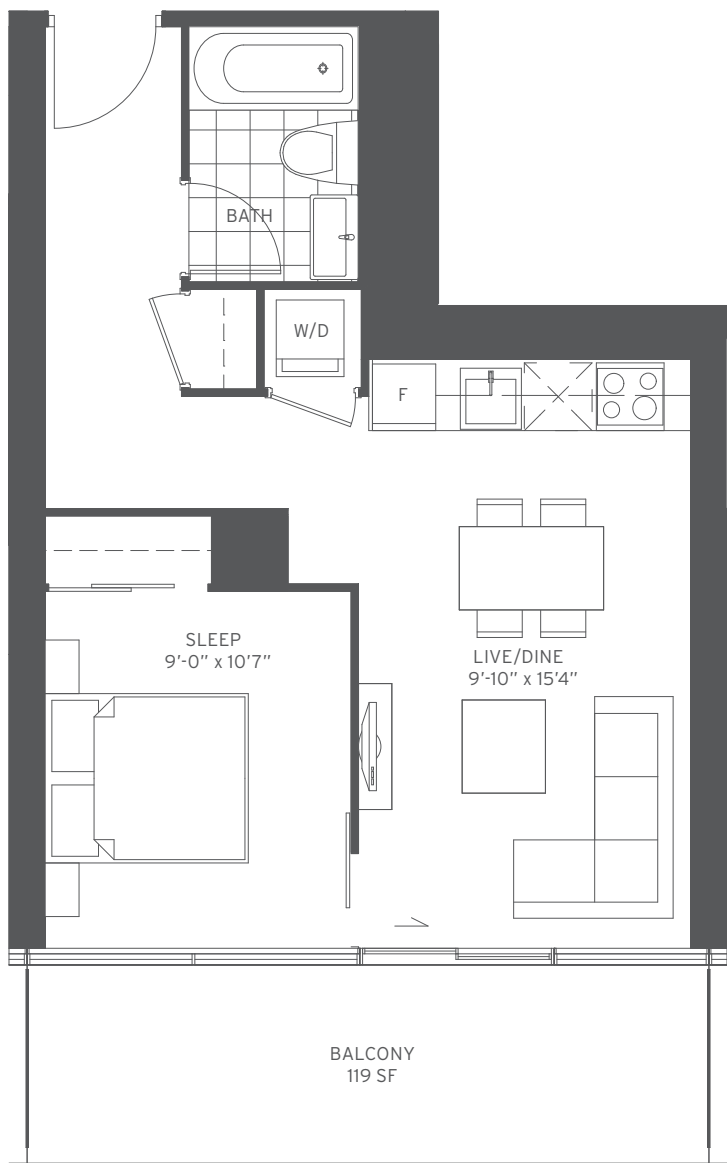 BATH
W/D
F
SLEEP
9'-0" x 10'7"
LIVE/DINE
9'-10" x 15'4"
BALCONY
119 SF